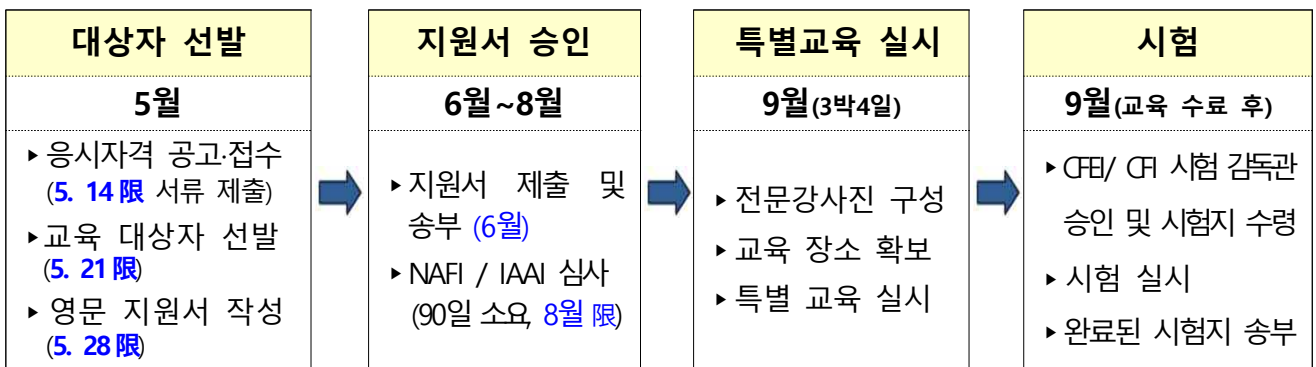 대상자 선발
5월
▸응시자격 공고·접수
(5. 14限 서류 제출)
▸교육 대상자 선발
(5. 21限)
▸영문 지원서 작성
(5. 28限)
지원서 승인
6월~8월
▸지원서 제출 및
송부 (6월)
▸NAFI / IAAI 심사
(90일 소요, 8월 限)
특별교육 실시
9월(3박4일)
▸전문강사진 구성
▸교육 장소 확보
▸특별 교육 실시
시험
9월(교육 수료 후)
▸CFEI/ CFI 시험 감독관
승인 및 시험지 수령
▸시험 실시
▸완료된 시험지 송부